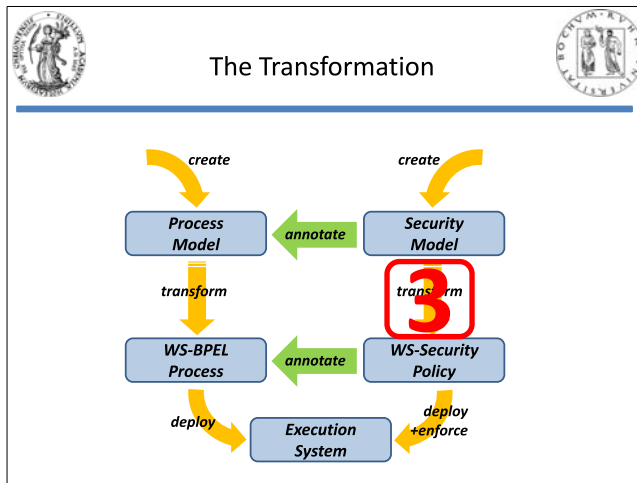 The Transformation
create
create
Process
Model
annotate
Security
Model
transform
transform
3
WS-BPEL
Process
annotate
WS-Security
Policy
deploy
deploy
+enforce
Execution
System